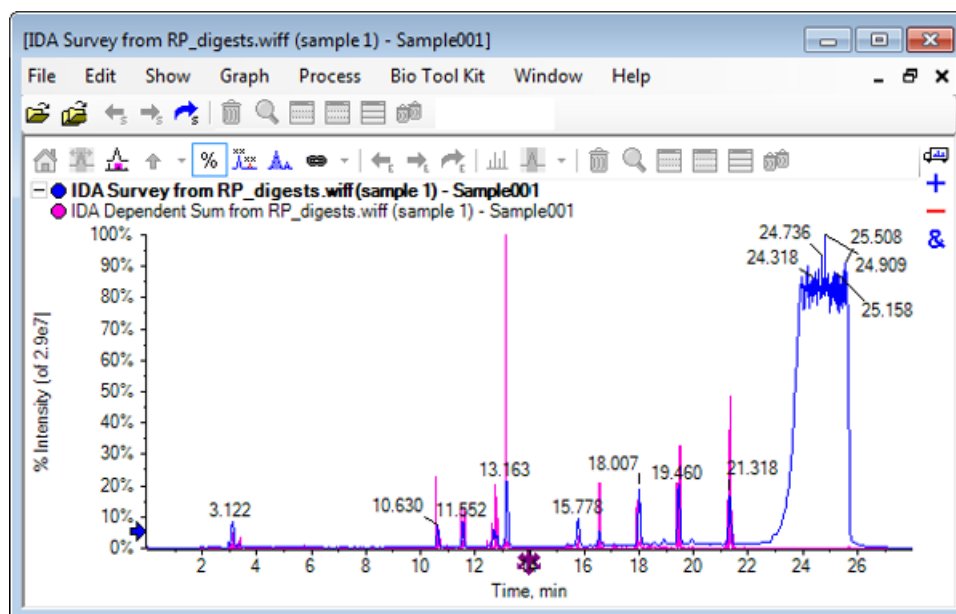 [IDA Survey from RP_digests.wiff (sample 1) - Sample001]
File Edit Show Graph Process Bio Tool Kit Window Help
S S S
% E E E
IDA Survey from RP_digests.wiff (sample 1) - Sample001
IDA Dependent Sum from RP_digests.wiff (sample 1) - Sample001
&
100%
90%
80%
70%
60%
50%
40%
30%
20%
10%
0%
% Intensity (of 2.9e7)
3.122
10.630
11.552
13.163
15.778
18.007
19.460
21.318
24.318
24.736
25.508
24.909
25.158
2 4 6 8 10 12 14 16 18 20 22 24 26
Time, min